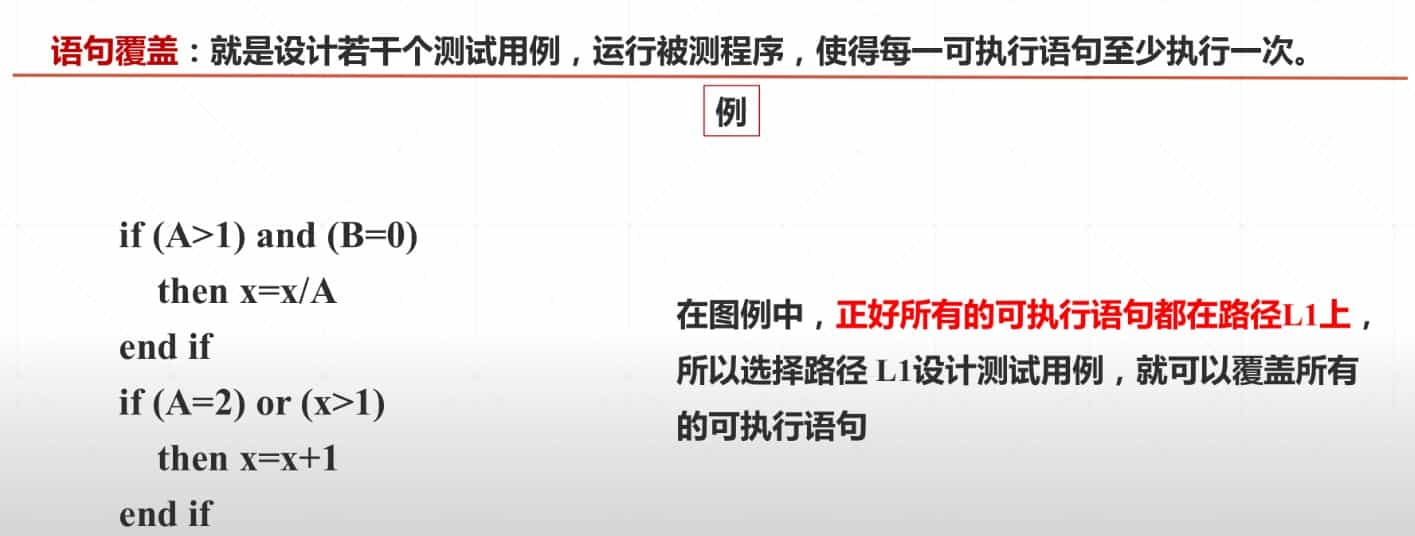 语句覆盖：就是设计若干个测试用例，运行被测程序，使得每一可执行语句至少执行一次。
例
if (A>1) and (B=0)
then x=x/A
end if
if (A=2) or (x>1)
then x=x+1
end if
在图例中，正好所有的可执行语句都在路径L1上，
所以选择路径 L1设计测试用例，就可以覆盖所有
的可执行语句